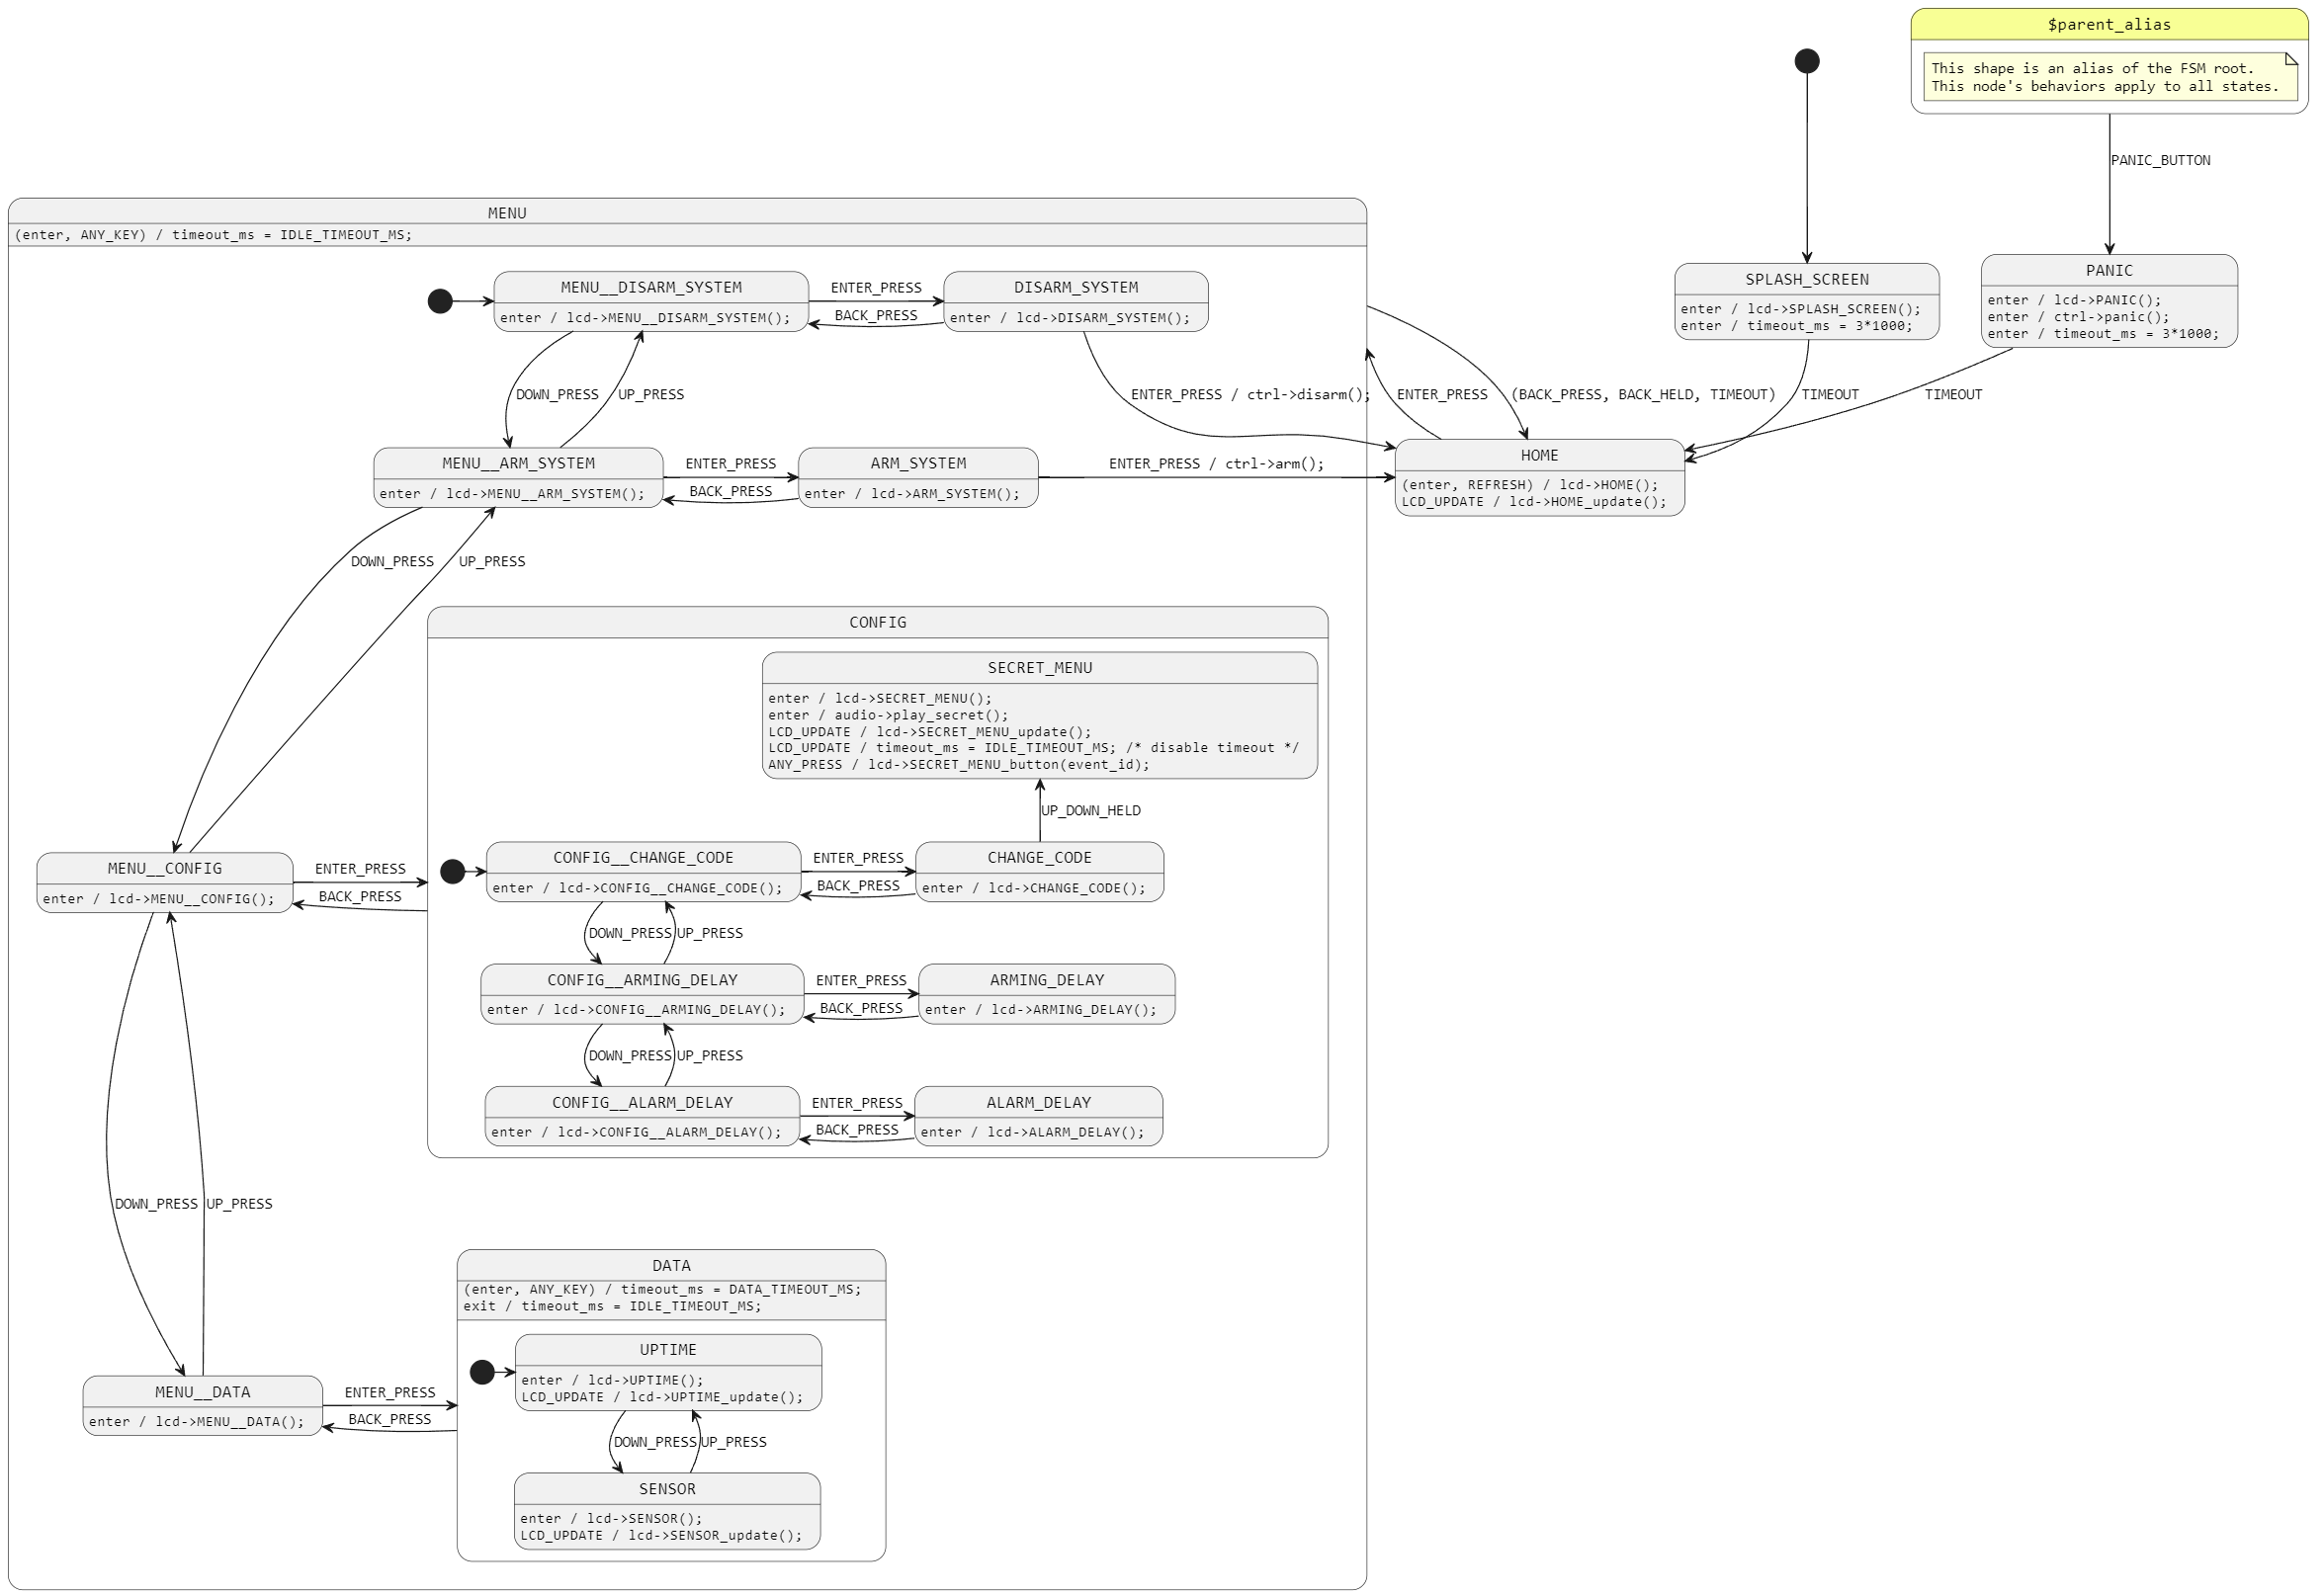 $parent_alias
This shape is an alias of the FSM root.
This node's behaviors apply to all states.
PANIC_BUTTON
MENU
(enter, ANY_KEY) / timeout_ms = IDLE_TIMEOUT_MS;
MENU__DISARM_SYSTEM
enter / lcd->MENU__DISARM_SYSTEM();
ENTER_PRESS
BACK_PRESS
DISARM_SYSTEM
enter / lcd->DISARM_SYSTEM();
SPLASH_SCREEN
enter / lcd->SPLASH_SCREEN();
enter / timeout_ms = 3*1000;
PANIC
enter / lcd->PANIC();
enter / ctrl->panic();
enter / timeout_ms = 3*1000;
DOWN_PRESS
UP_PRESS
ENTER_PRESS / ctrl->disarm();
ENTER_PRESS
(BACK_PRESS, BACK_HELD, TIMEOUT)
TIMEOUT
TIMEOUT
MENU__ARM_SYSTEM
enter / lcd->MENU__ARM_SYSTEM();
ENTER_PRESS
BACK_PRESS
ARM_SYSTEM
enter / lcd->ARM_SYSTEM();
ENTER_PRESS / ctrl->arm();
HOME
(enter, REFRESH) / lcd->HOME();
LCD_UPDATE / lcd->HOME_update();
DOWN_PRESS
UP_PRESS
CONFIG
SECRET_MENU
enter / lcd->SECRET_MENU();
enter / audio->play_secret();
LCD_UPDATE / lcd->SECRET_MENU_update();
LCD_UPDATE / timeout_ms = IDLE_TIMEOUT_MS; /* disable timeout */
ANY_PRESS / lcd->SECRET_MENU_button(event_id);
UP_DOWN_HELD
MENU__CONFIG
enter / lcd->MENU__CONFIG();
ENTER_PRESS
BACK_PRESS
CONFIG__CHANGE_CODE
enter / lcd->CONFIG__CHANGE_CODE();
ENTER_PRESS
BACK_PRESS
CHANGE_CODE
enter / lcd->CHANGE_CODE();
DOWN_PRESS
UP_PRESS
CONFIG__ARMING_DELAY
enter / lcd->CONFIG__ARMING_DELAY();
ENTER_PRESS
BACK_PRESS
ARMING_DELAY
enter / lcd->ARMING_DELAY();
DOWN_PRESS
UP_PRESS
CONFIG__ALARM_DELAY
enter / lcd->CONFIG__ALARM_DELAY();
ENTER_PRESS
BACK_PRESS
ALARM_DELAY
enter / lcd->ALARM_DELAY();
DOWN_PRESS
UP_PRESS
DATA
(enter, ANY_KEY) / timeout_ms = DATA_TIMEOUT_MS;
exit / timeout_ms = IDLE_TIMEOUT_MS;
MENU__DATA
enter / lcd->MENU__DATA();
ENTER_PRESS
BACK_PRESS
UPTIME
enter / lcd->UPTIME();
LCD_UPDATE / lcd->UPTIME_update();
DOWN_PRESS
UP_PRESS
SENSOR
enter / lcd->SENSOR();
LCD_UPDATE / lcd->SENSOR_update();